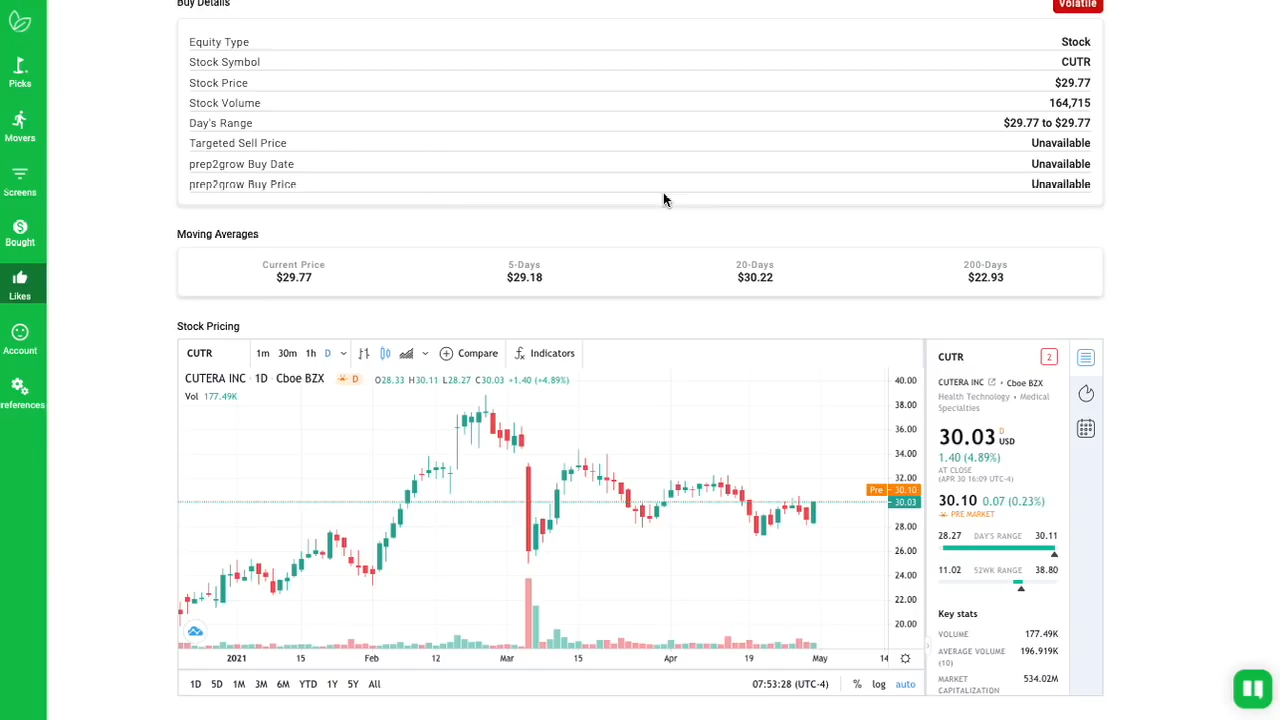 Buy Details
Volatile
Equity Type Stock
Stock Symbol CUTR
Stock Price $29.77
Stock Volume 164,715
Day's Range $29.77 to $29.77
Targeted Sell Price Unavailable
prep2grow Buy Date Unavailable
prep2grow Buy Price Unavailable
Picks
Movers
Screens
Bought
Likes
Account
references
Moving Averages
Current Price 5-Days 20-Days 200-Days
$29.77 $29.18 $30.22 $22.93
Stock Pricing
CUTR 1m 30m 1h D Compare Indicators
CUTERA INC · 1D · Cboe BZX D O28.33 H30.11 L28.27 C30.03 +1.40 (+4.89%)
Vol 177.49K
40.00
38.00
36.00
34.00
32.00
Pre 30.10
30.03
28.00
26.00
24.00
22.00
20.00
2021 15 Feb 12 Mar 15 Apr 19 May 14
1D 5D 1M 3M 6M YTD 1Y 5Y All 07:53:28 (UTC-4) % log auto
CUTR 2
CUTERA INC • Cboe BZX
Health Technology • Medical
Specialties
30.03 D USD
1.40 (4.89%)
AT CLOSE
(APR 30 16:09 UTC-4)
30.10 0.07 (0.23%)
PRE MARKET
28.27 DAY'S RANGE 30.11
11.02 52WK RANGE 38.80
Key stats
VOLUME 177.49K
AVERAGE VOLUME 196.919K
(10)
MARKET 534.02M
CAPITALIZATION